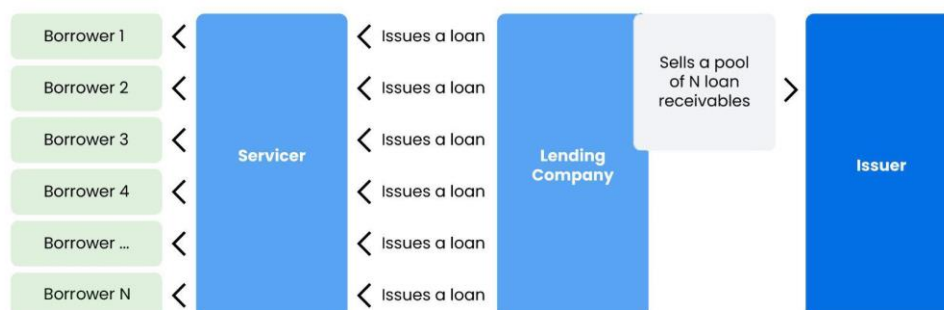 Borrower 1
Issues a loan
Borrower 2
Issues a loan
Borrower 3
Issues a loan
Borrower 4
Issues a loan
Borrower ...
Issues a loan
Borrower N
Issues a loan
Servicer
Lending
Company
Sells a pool
of N loan
receivables
Issuer